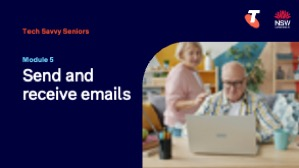 Tech Savvy Seniors
Module 5
Send and
receive emails
T
NSW